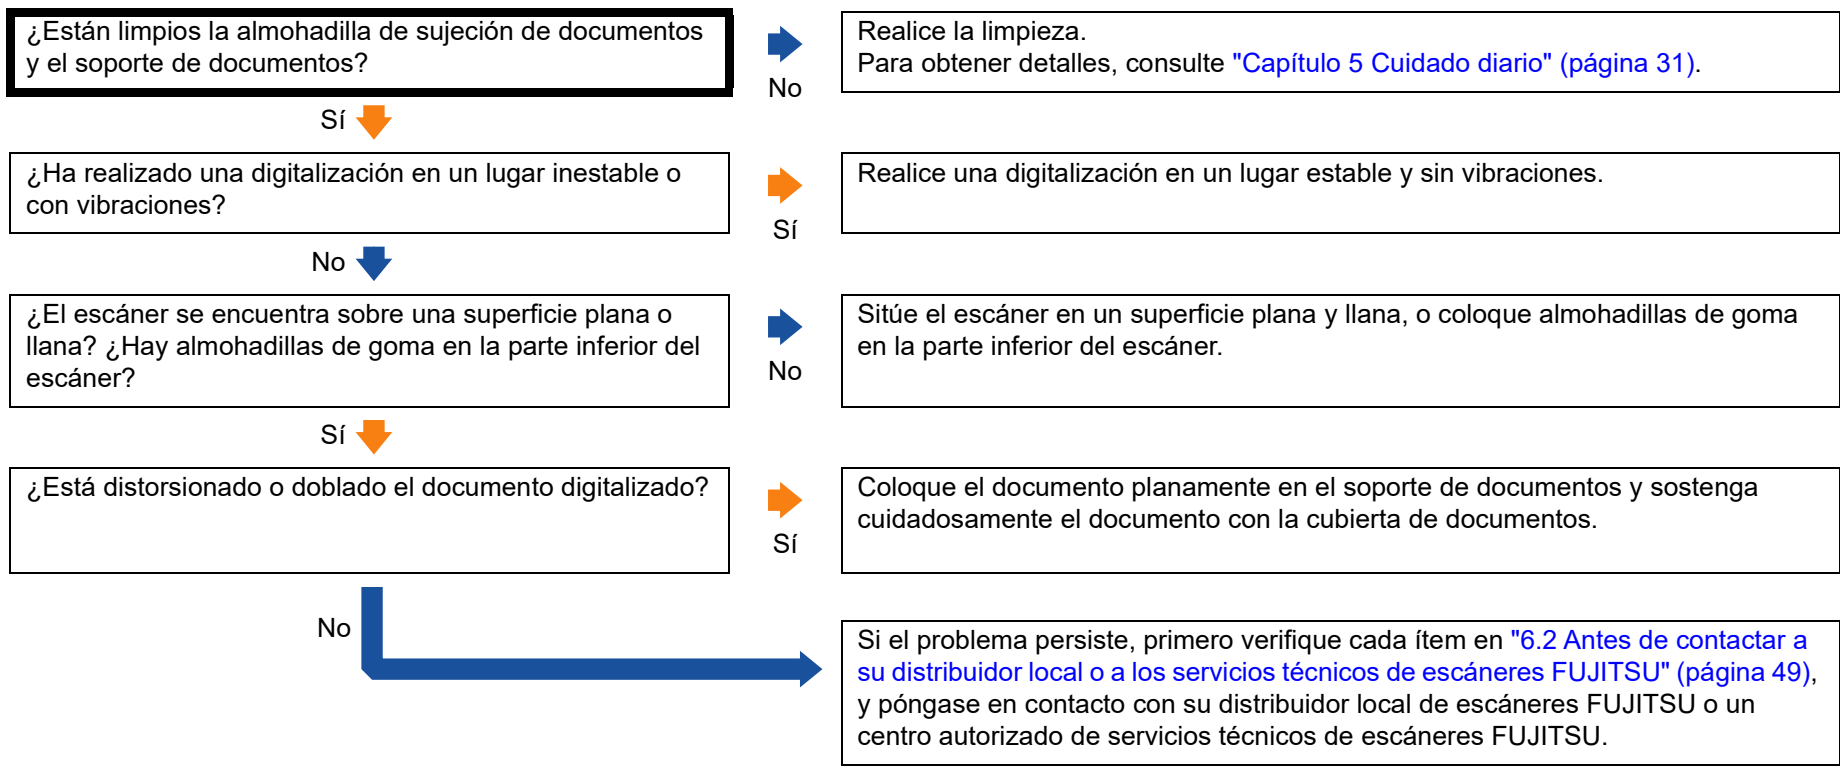 ¿Están limpios la almohadilla de sujeción de documentos
y el soporte de documentos?
No
Realice la limpieza.
Para obtener detalles, consulte "Capítulo 5 Cuidado diario" (página 31).
Sí
¿Ha realizado una digitalización en un lugar inestable o
con vibraciones?
Sí
Realice una digitalización en un lugar estable y sin vibraciones.
No
¿El escáner se encuentra sobre una superficie plana o
llana? ¿Hay almohadillas de goma en la parte inferior del
escáner?
No
Sitúe el escáner en un superficie plana y llana, o coloque almohadillas de goma
en la parte inferior del escáner.
Sí
¿Está distorsionado o doblado el documento digitalizado?
Sí
Coloque el documento planamente en el soporte de documentos y sostenga
cuidadosamente el documento con la cubierta de documentos.
No
Si el problema persiste, primero verifique cada ítem en "6.2 Antes de contactar a
su distribuidor local o a los servicios técnicos de escáneres FUJITSU" (página 49),
y póngase en contacto con su distribuidor local de escáneres FUJITSU o un
centro autorizado de servicios técnicos de escáneres FUJITSU.